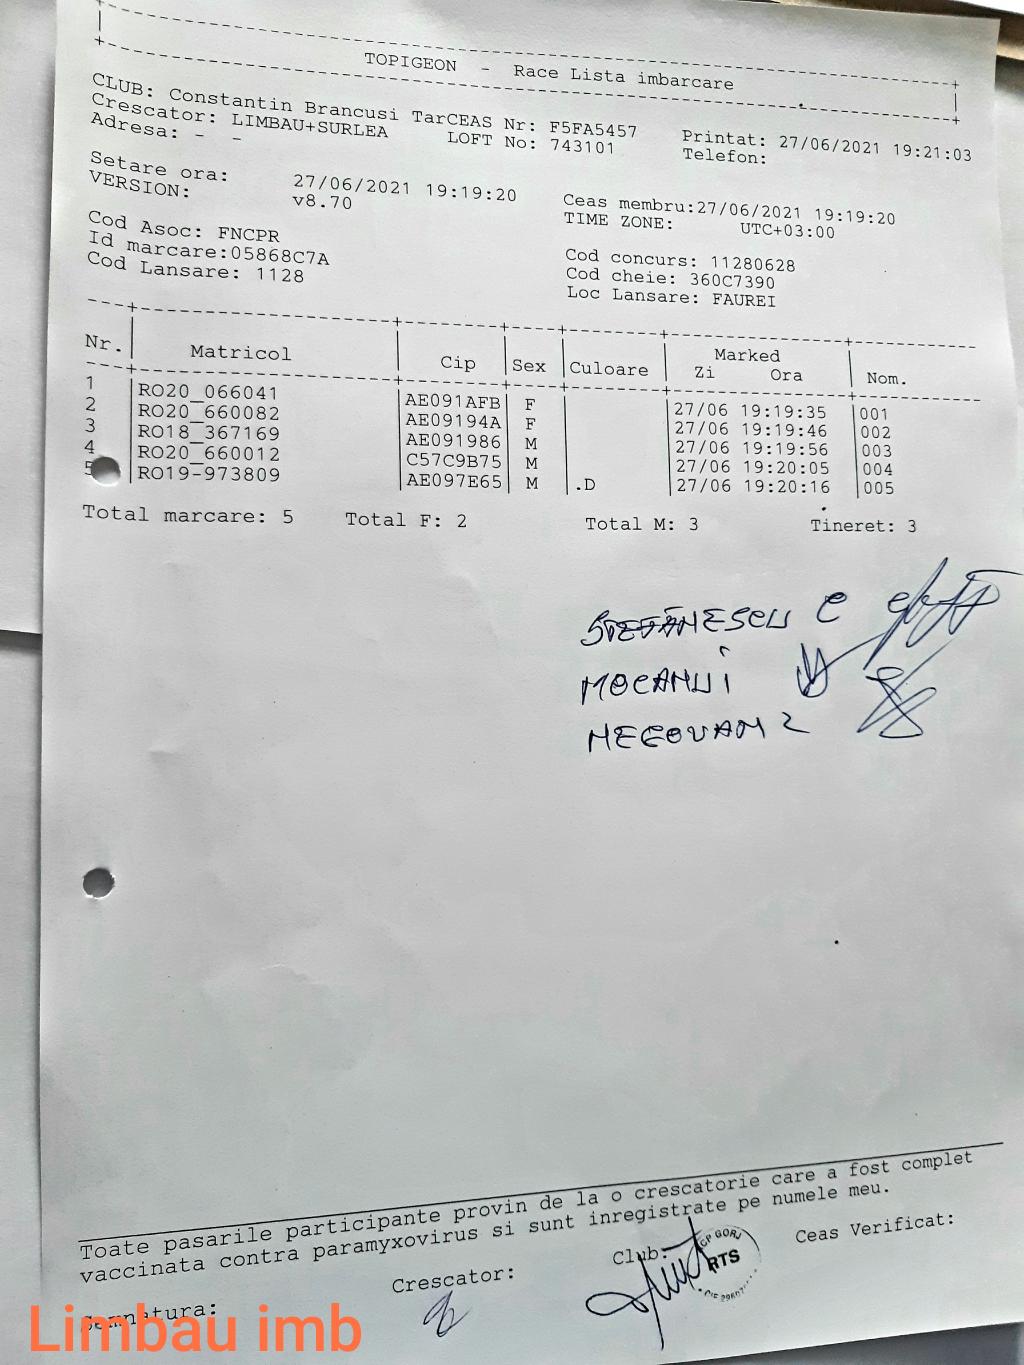 TOPIGEON - Race Lista imbarcare
CLUB: Constantin Brancusi TarCEAS Nr: F5FA5457 Printat: 27/06/2021 19:21:03
Crescator: LIMBAU+SURLEA LOFT No: 743101 Telefon:
Adresa: - -
Setare ora: 27/06/2021 19:19:20 Ceas membru:27/06/2021 19:19:20
VERSION: v8.70 TIME ZONE: UTC+03:00
Cod Asoc: FNCPR Cod concurs: 11280628
Id marcare:05868C7A Cod cheie: 360C7390
Cod Lansare: 1128 Loc Lansare: FAUREI
Marked
Nr. Matricol Cip Sex Culoare Zi Ora Nom.
1 RO20_066041 AE091AFB F 27/06 19:19:35 001
2 RO20_660082 AE09194A F 27/06 19:19:46 002
3 RO18_367169 AE091986 M 27/06 19:19:56 003
4 RO20_660012 C57C9B75 M 27/06 19:20:05 004
5 RO19-973809 AE097E65 M .D 27/06 19:20:16 005
Total marcare: 5 Total F: 2 Total M: 3 Tineret: 3
ȘTEFĂNESCU C
MOCANU I
Toate pasarile participante provin de la o crescatorie care a fost complet
vaccinata contra paramyxovirus si sunt inregistrate pe numele meu.
Semnatura: Crescator: Club: Ceas Verificat:
GORJ
RTS
Limbau imb